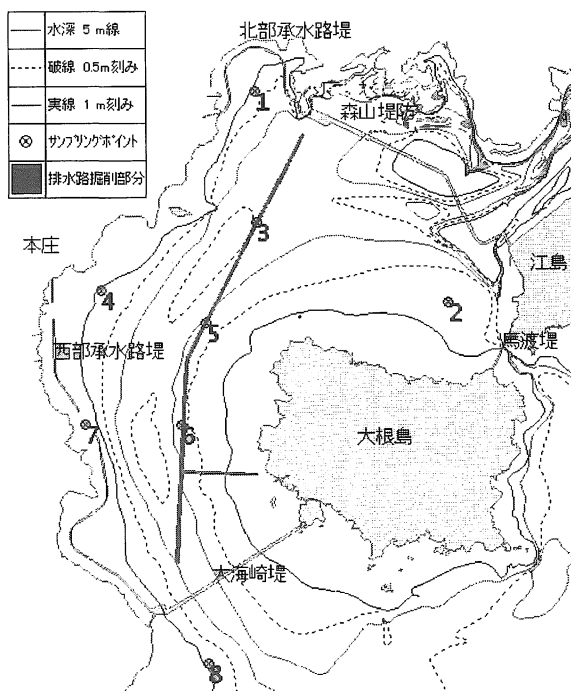 水深 5 m線
破線 0.5m刻み
実線 1 m刻み
サンプリングポイント
排水路掘削部分
北部承水路堤
1
森山堤防
3
本庄
江島
4
2
5
馬渡堤
西部承水路堤
7
6
大根島
大海崎堤
8